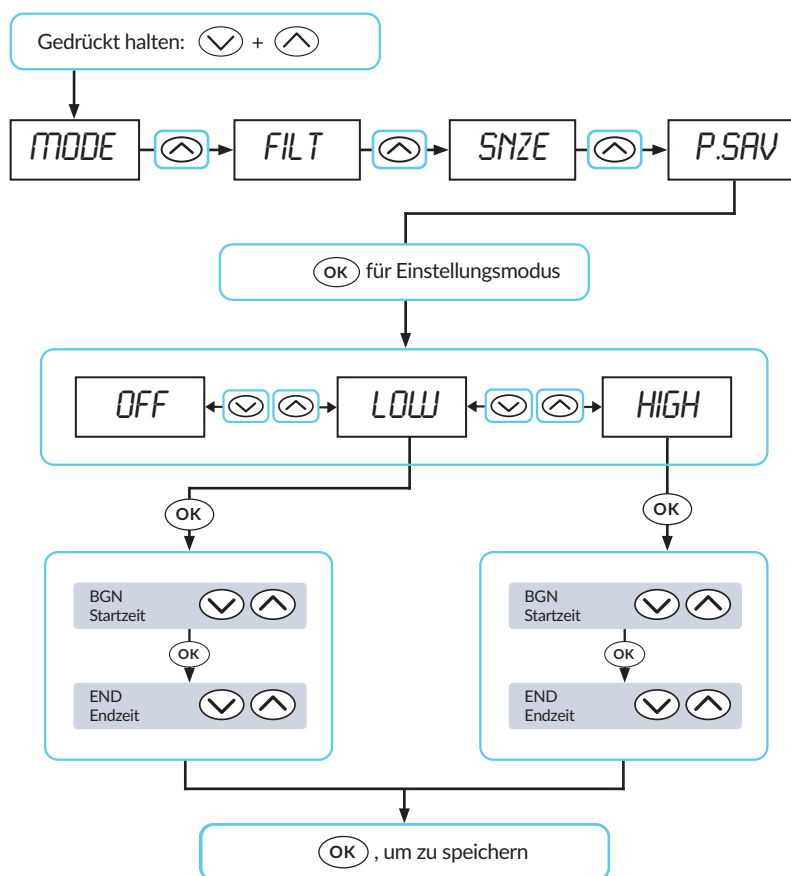 Gedrückt halten: +
MODE FILT SNZE P.SAV
OK für Einstellungsmodus
OFF LOW HIGH
OK OK
BGN
Startzeit
OK
END
Endzeit
BGN
Startzeit
OK
END
Endzeit
OK , um zu speichern